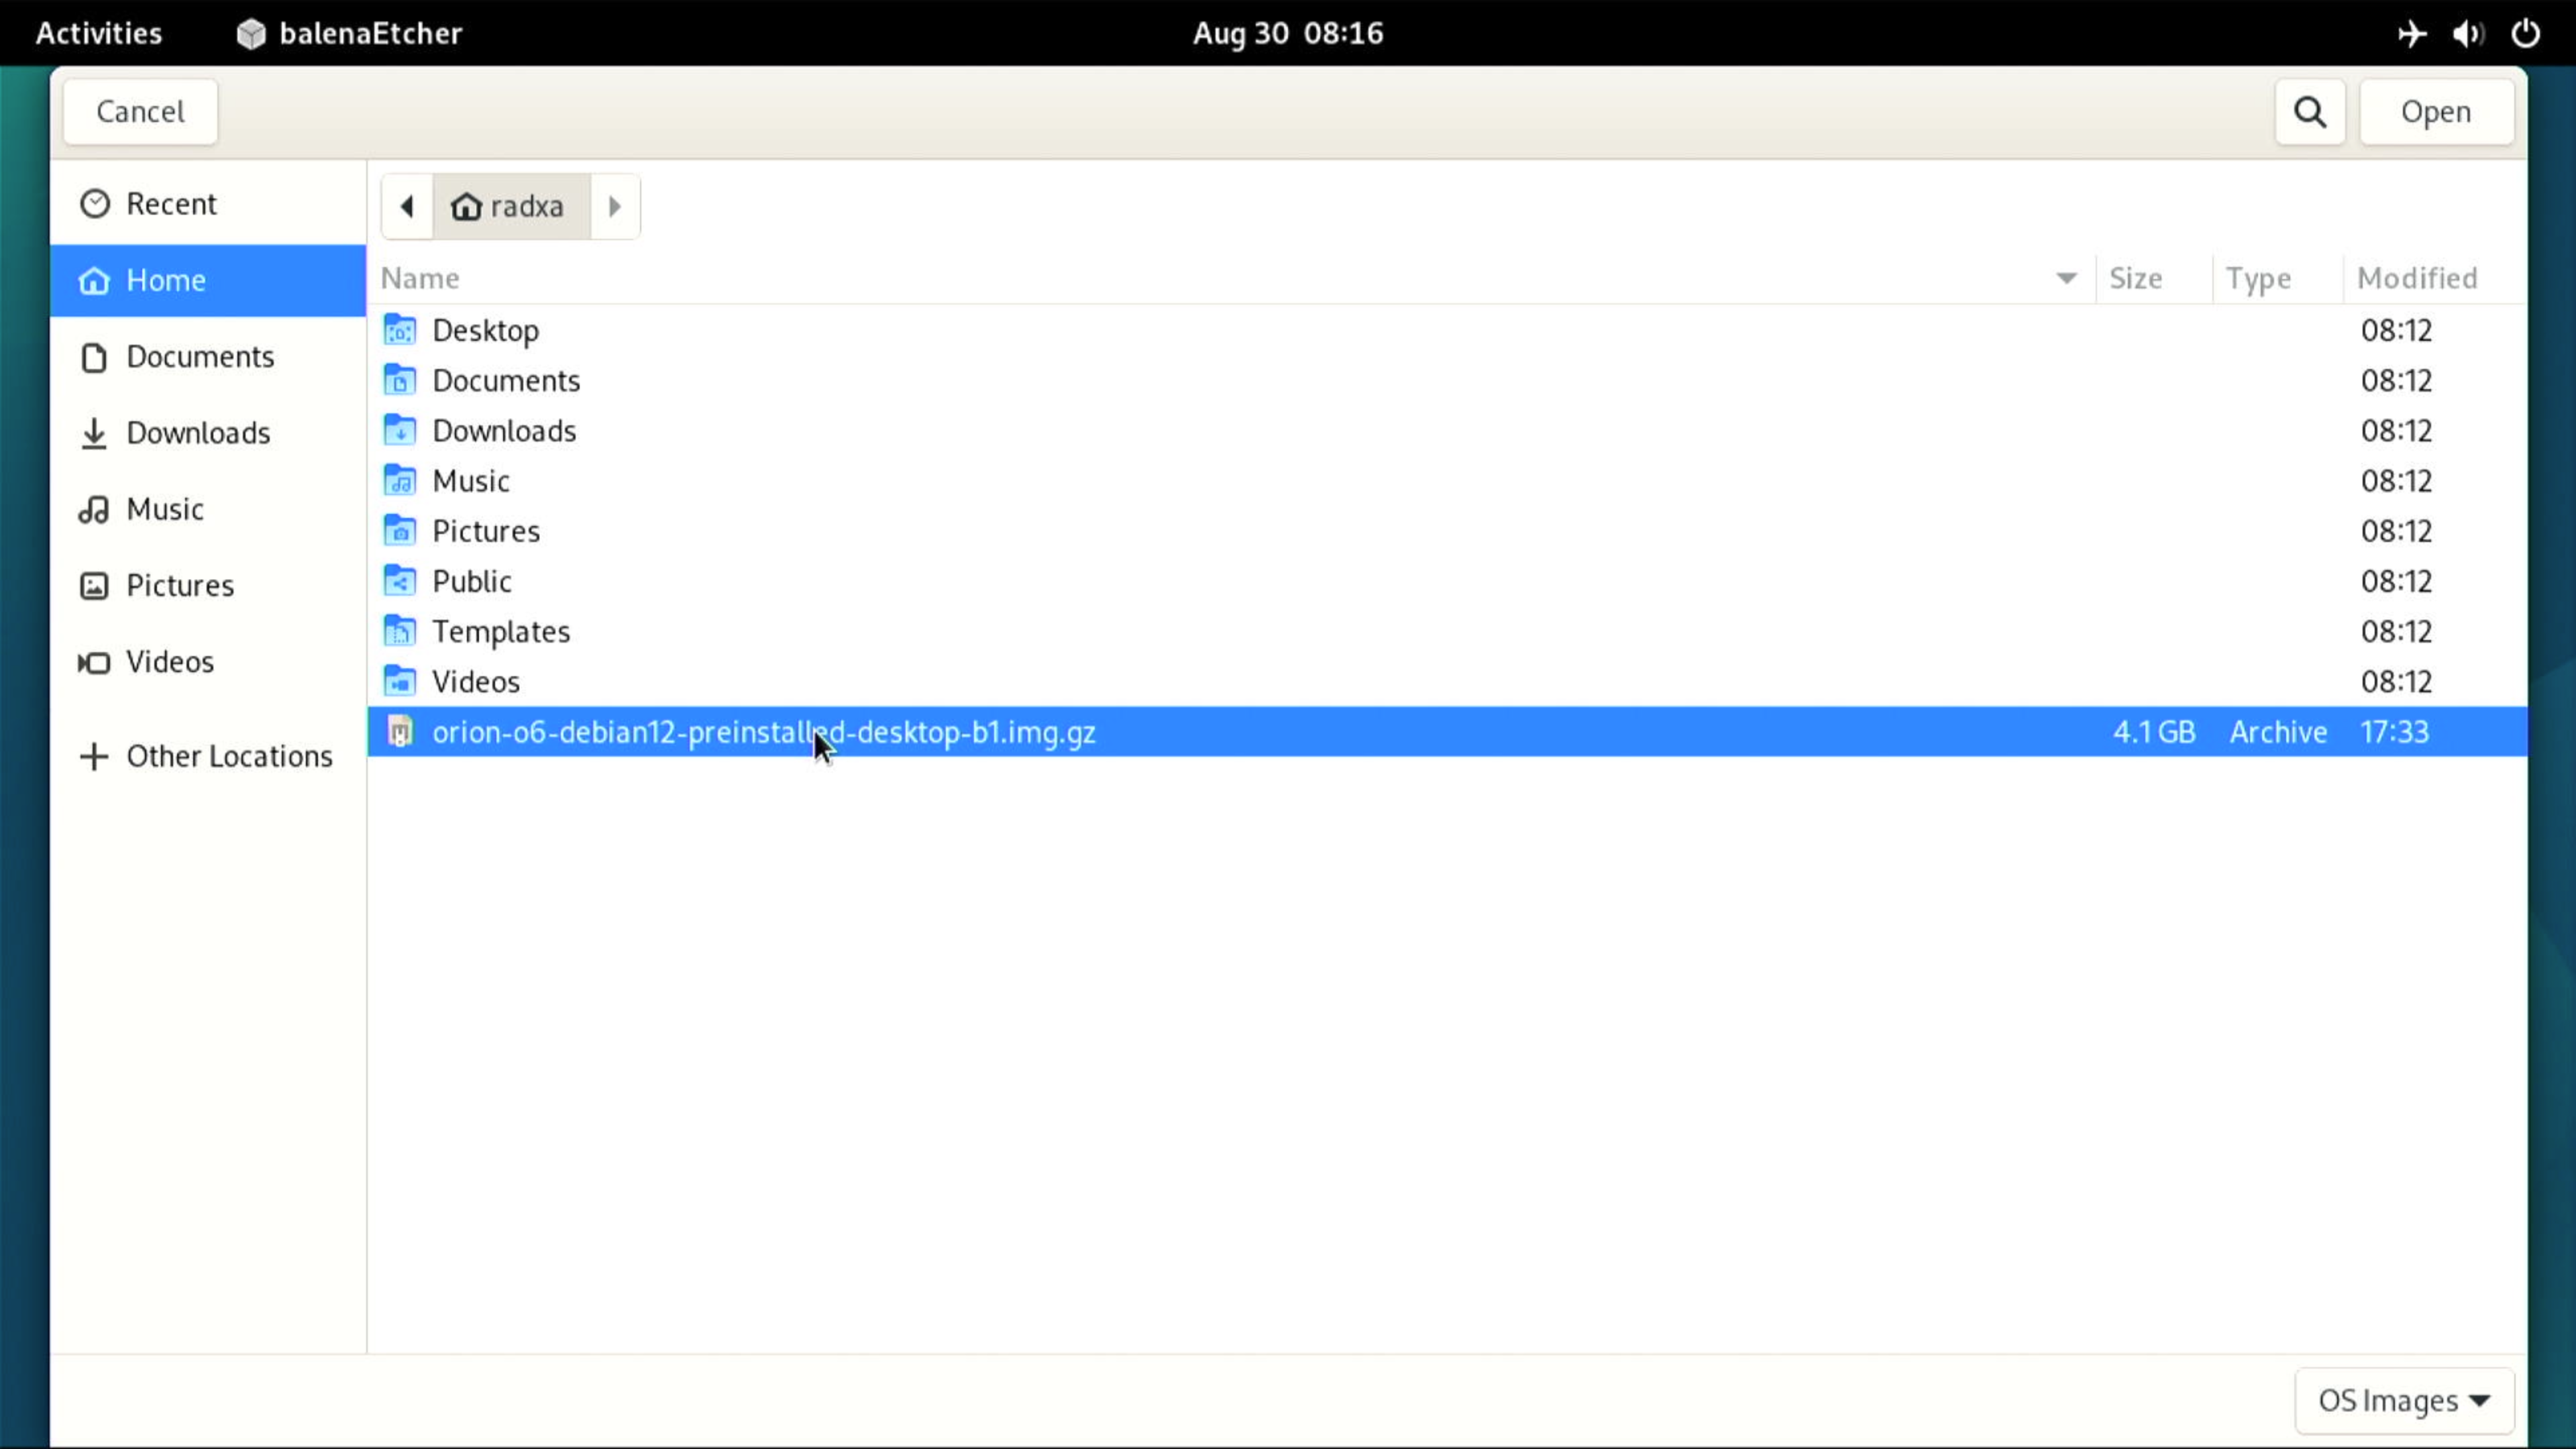 Activities balenaEtcher Aug 30 08:16
Cancel Open
Recent
Home
Documents
Downloads
Music
Pictures
Videos
Other Locations
radxa
Name Size Type Modified
Desktop 08:12
Documents 08:12
Downloads 08:12
Music 08:12
Pictures 08:12
Public 08:12
Templates 08:12
Videos 08:12
orion-o6-debian12-preinstalled-desktop-b1.img.gz 4.1 GB Archive 17:33
OS Images